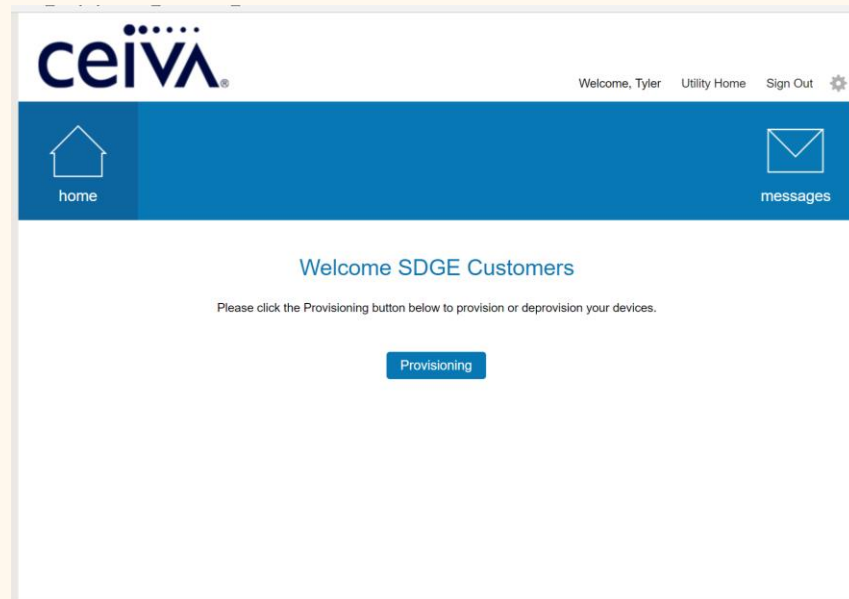 ceiva®
Welcome, Tyler Utility Home Sign Out
home
messages
Welcome SDGE Customers
Please click the Provisioning button below to provision or deprovision your devices.
Provisioning